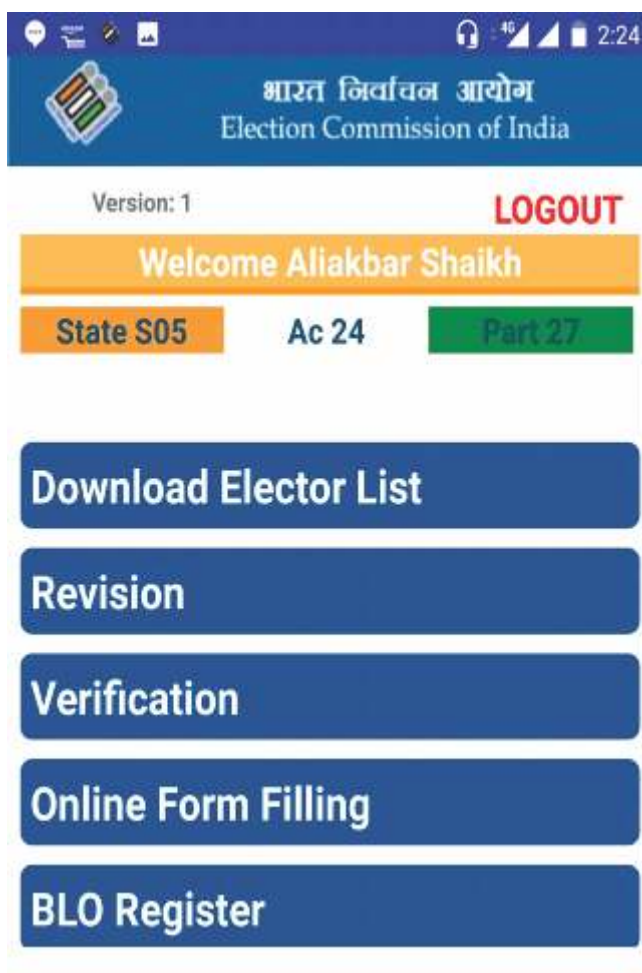 4G 2:24
भारत निर्वाचन आयोग
Election Commission of India
Version: 1
LOGOUT
Welcome Aliakbar Shaikh
State S05 Ac 24 Part 27
Download Elector List
Revision
Verification
Online Form Filling
BLO Register